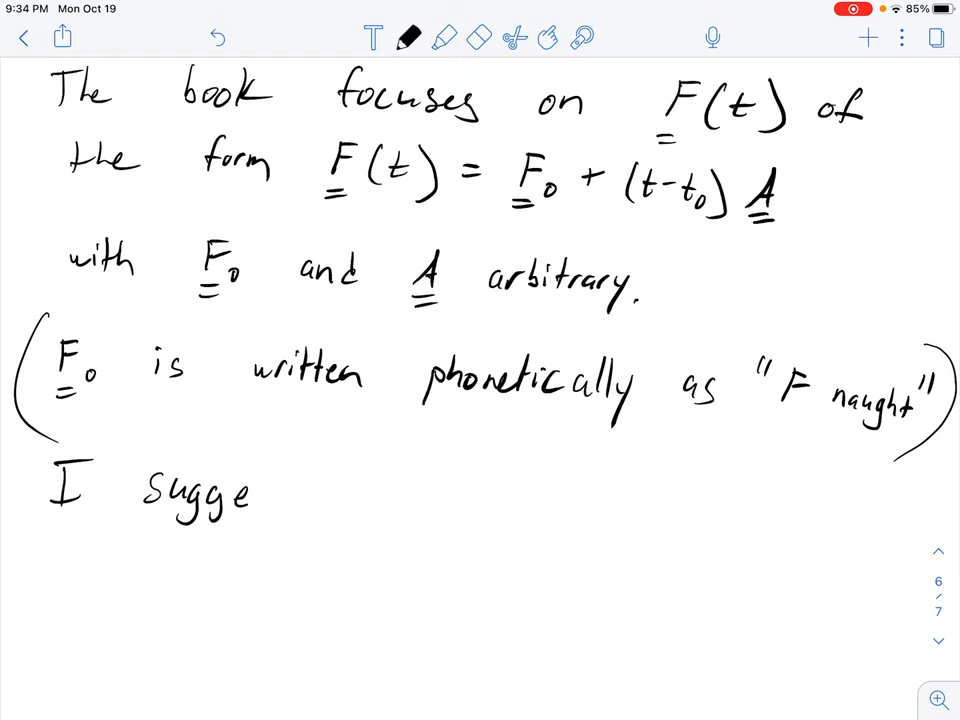 9:34 PM Mon Oct 19 85%
The book focuses on F(t) of
the form F(t) = F₀ + (t-t₀) A
with F₀ and A arbitrary.
(F₀ is written phonetically as "F naught")
I sugge
6
/
7